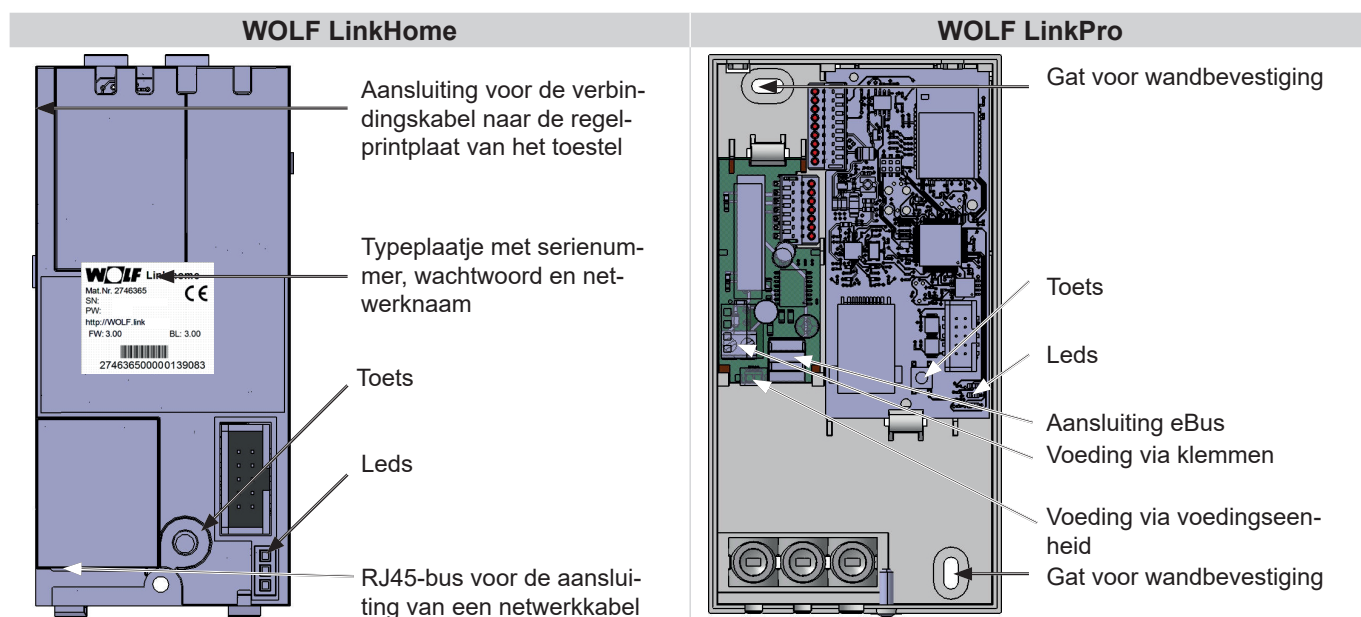 WOLF LinkHome
Aansluiting voor de verbin-
dingskabel naar de regel-
printplaat van het toestel
Typeplaatje met serienum-
mer, wachtwoord en net-
werknaam
WOLF LinkHome
Mat.Nr. 2746365
SN:
PW:
http://WOLF.link
FW: 3.00 BL: 3.00
CE
274636500000139083
Toets
Leds
RJ45-bus voor de aanslui-
ting van een netwerkkabel
WOLF LinkPro
Gat voor wandbevestiging
Toets
Leds
Aansluiting eBus
Voeding via klemmen
Voeding via voedingseen-
heid
Gat voor wandbevestiging